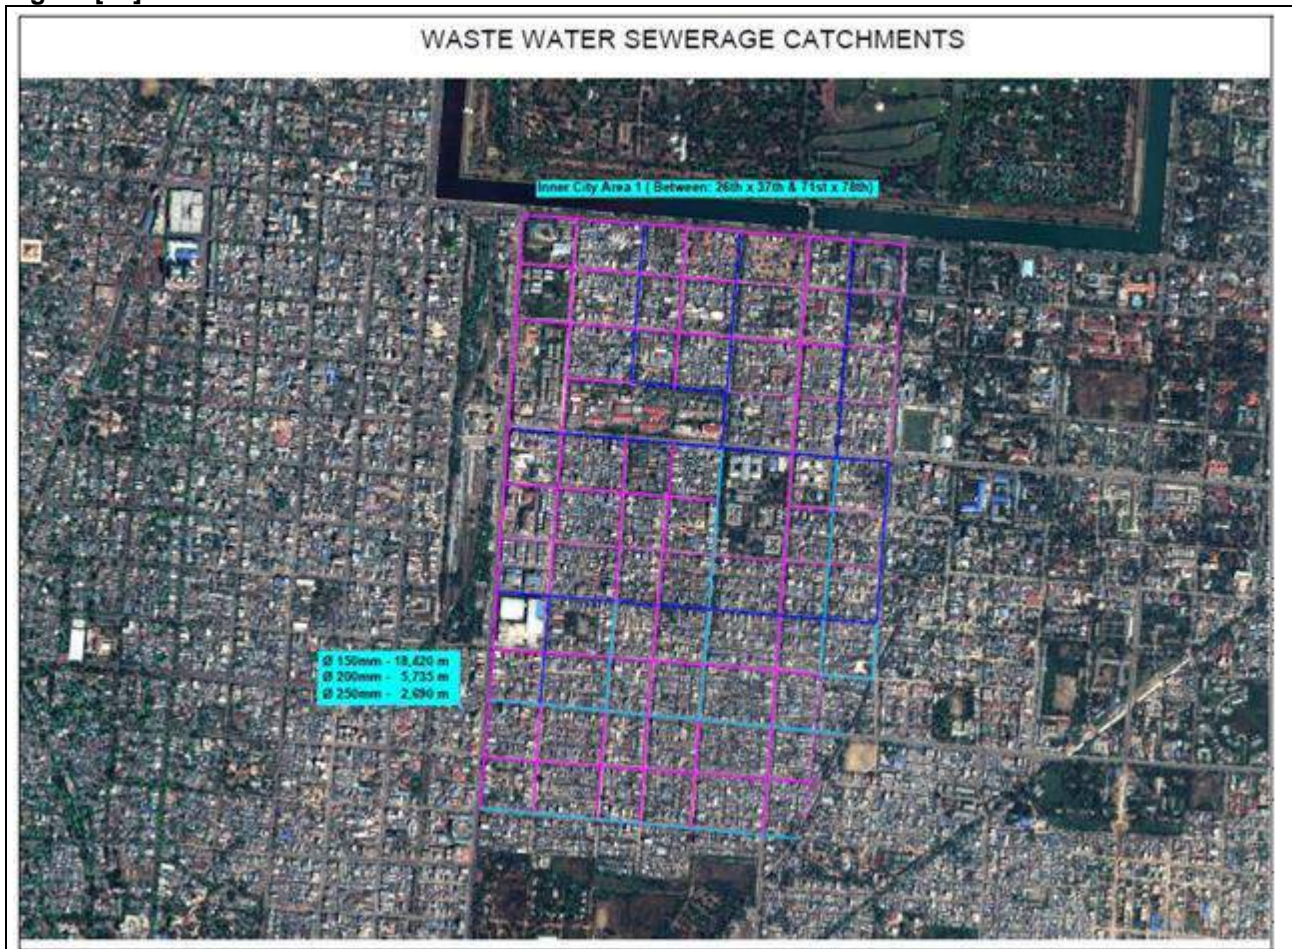 WASTE WATER SEWERAGE CATCHMENTS
Inner City Area 1 ( Between: 26th x 37th & 71st x 78th)
Ø 150mm - 18,420 m
Ø 200mm - 5,735 m
Ø 250mm - 2,690 m